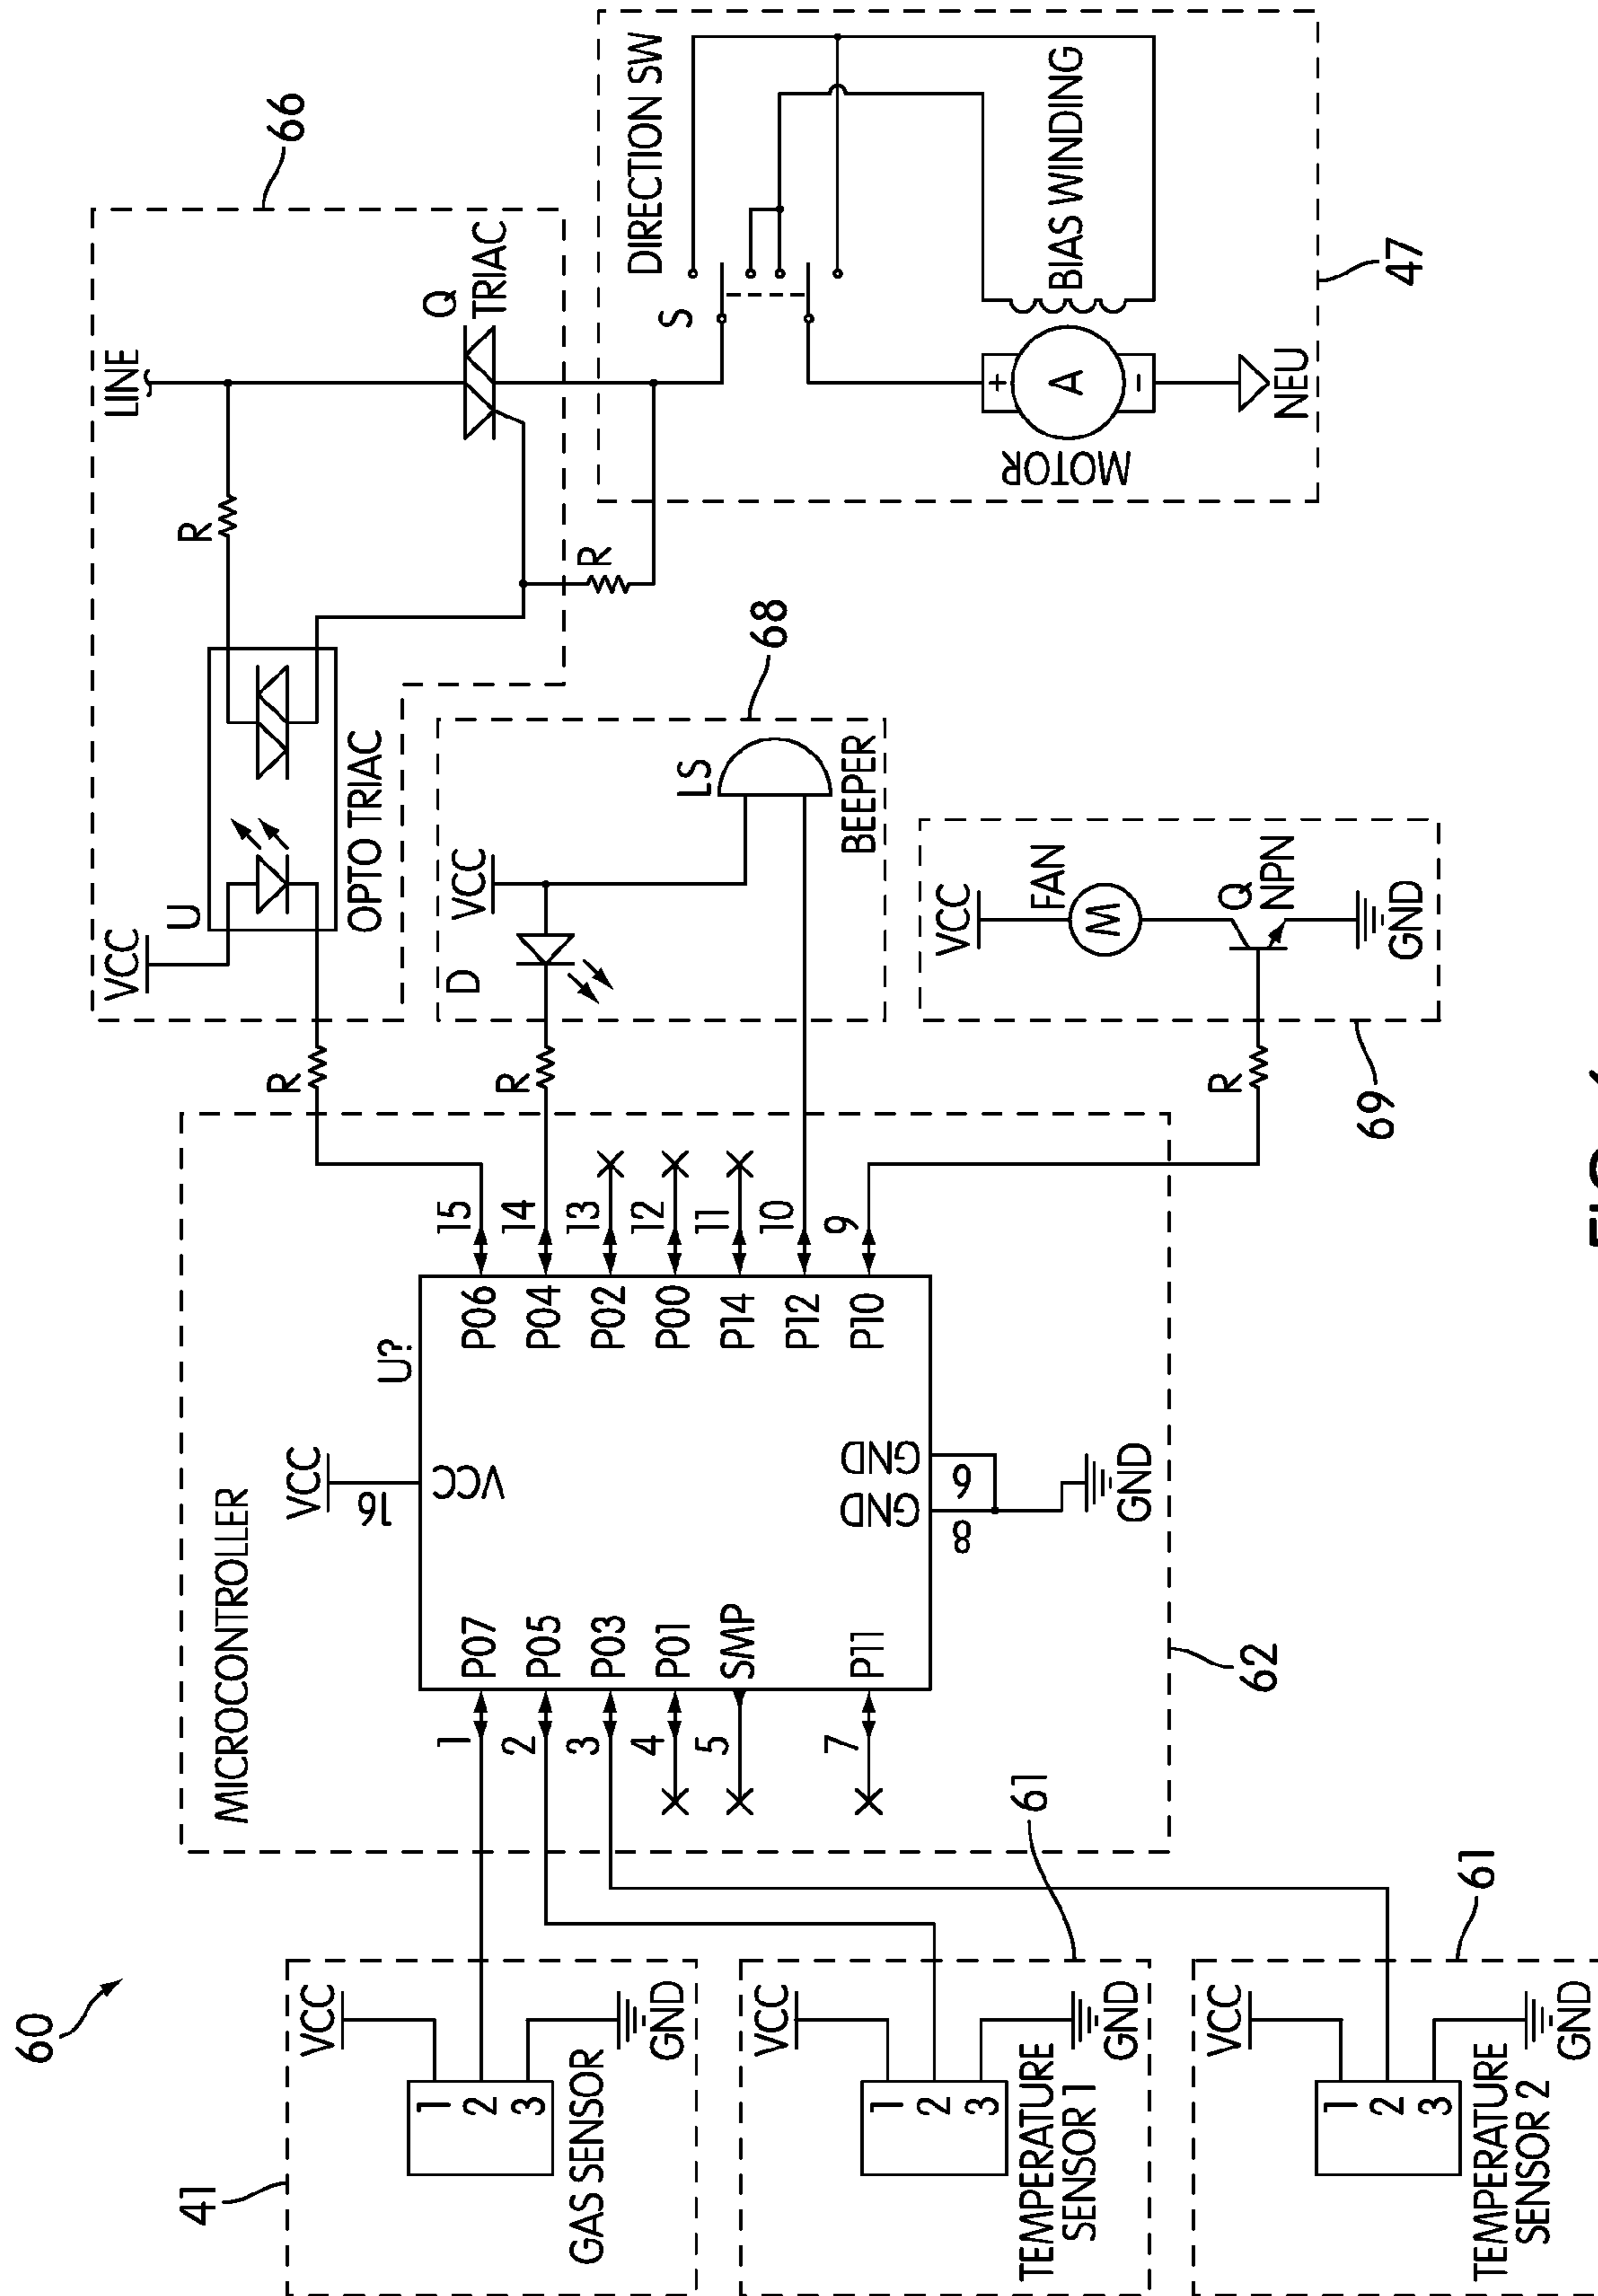 60
41
VCC
1
2
3
GND
GAS SENSOR
VCC
1
2
3
GND
TEMPERATURE
SENSOR 1
61
VCC
1
2
3
GND
TEMPERATURE
SENSOR 2
61
MICROCONTROLLER
VCC
16
U?
VCC
1
P07
2
P05
3
P03
4
P01
5
SMP
7
P11
P06
15
P04
14
P02
13
P00
12
P14
11
P12
10
P10
9
GND
GND
8
6
GND
62
R
R
R
VCC
U
OPTO TRIAC
R
LINE
Q
TRIAC
R
66
VCC
D
LS
BEEPER
68
VCC
FAN
M
Q
NPN
GND
69
DIRECTION SW
S
MOTOR
+
A
-
BIAS WINDING
NEU
47